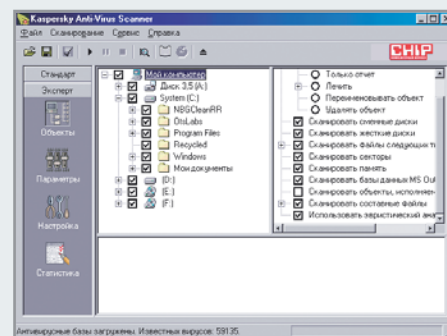 Kaspersky Anti-Virus Scanner
Файл Сканирование Сервис Справка
CHIP
Стандарт
Эксперт
Объекты
Параметры
Настройка
Статистика
Мой компьютер
Диск 3,5 (A:)
System (C:)
NBGCleanRR
OtsLabs
Program Files
Recycled
Windows
Мои документы
(D:)
(E:)
(F:)
Только отчет
Лечить
Переименовывать объект
Удалять объект
Сканировать сменные диски
Сканировать жесткие диски
Сканировать файлы следующих ти
Сканировать секторы
Сканировать память
Сканировать базы данных MS Out
Сканировать объекты, исполняем
Сканировать составные файлы
Использовать эвристический ана
Антивирусные базы загружены. Известных вирусов: 59135